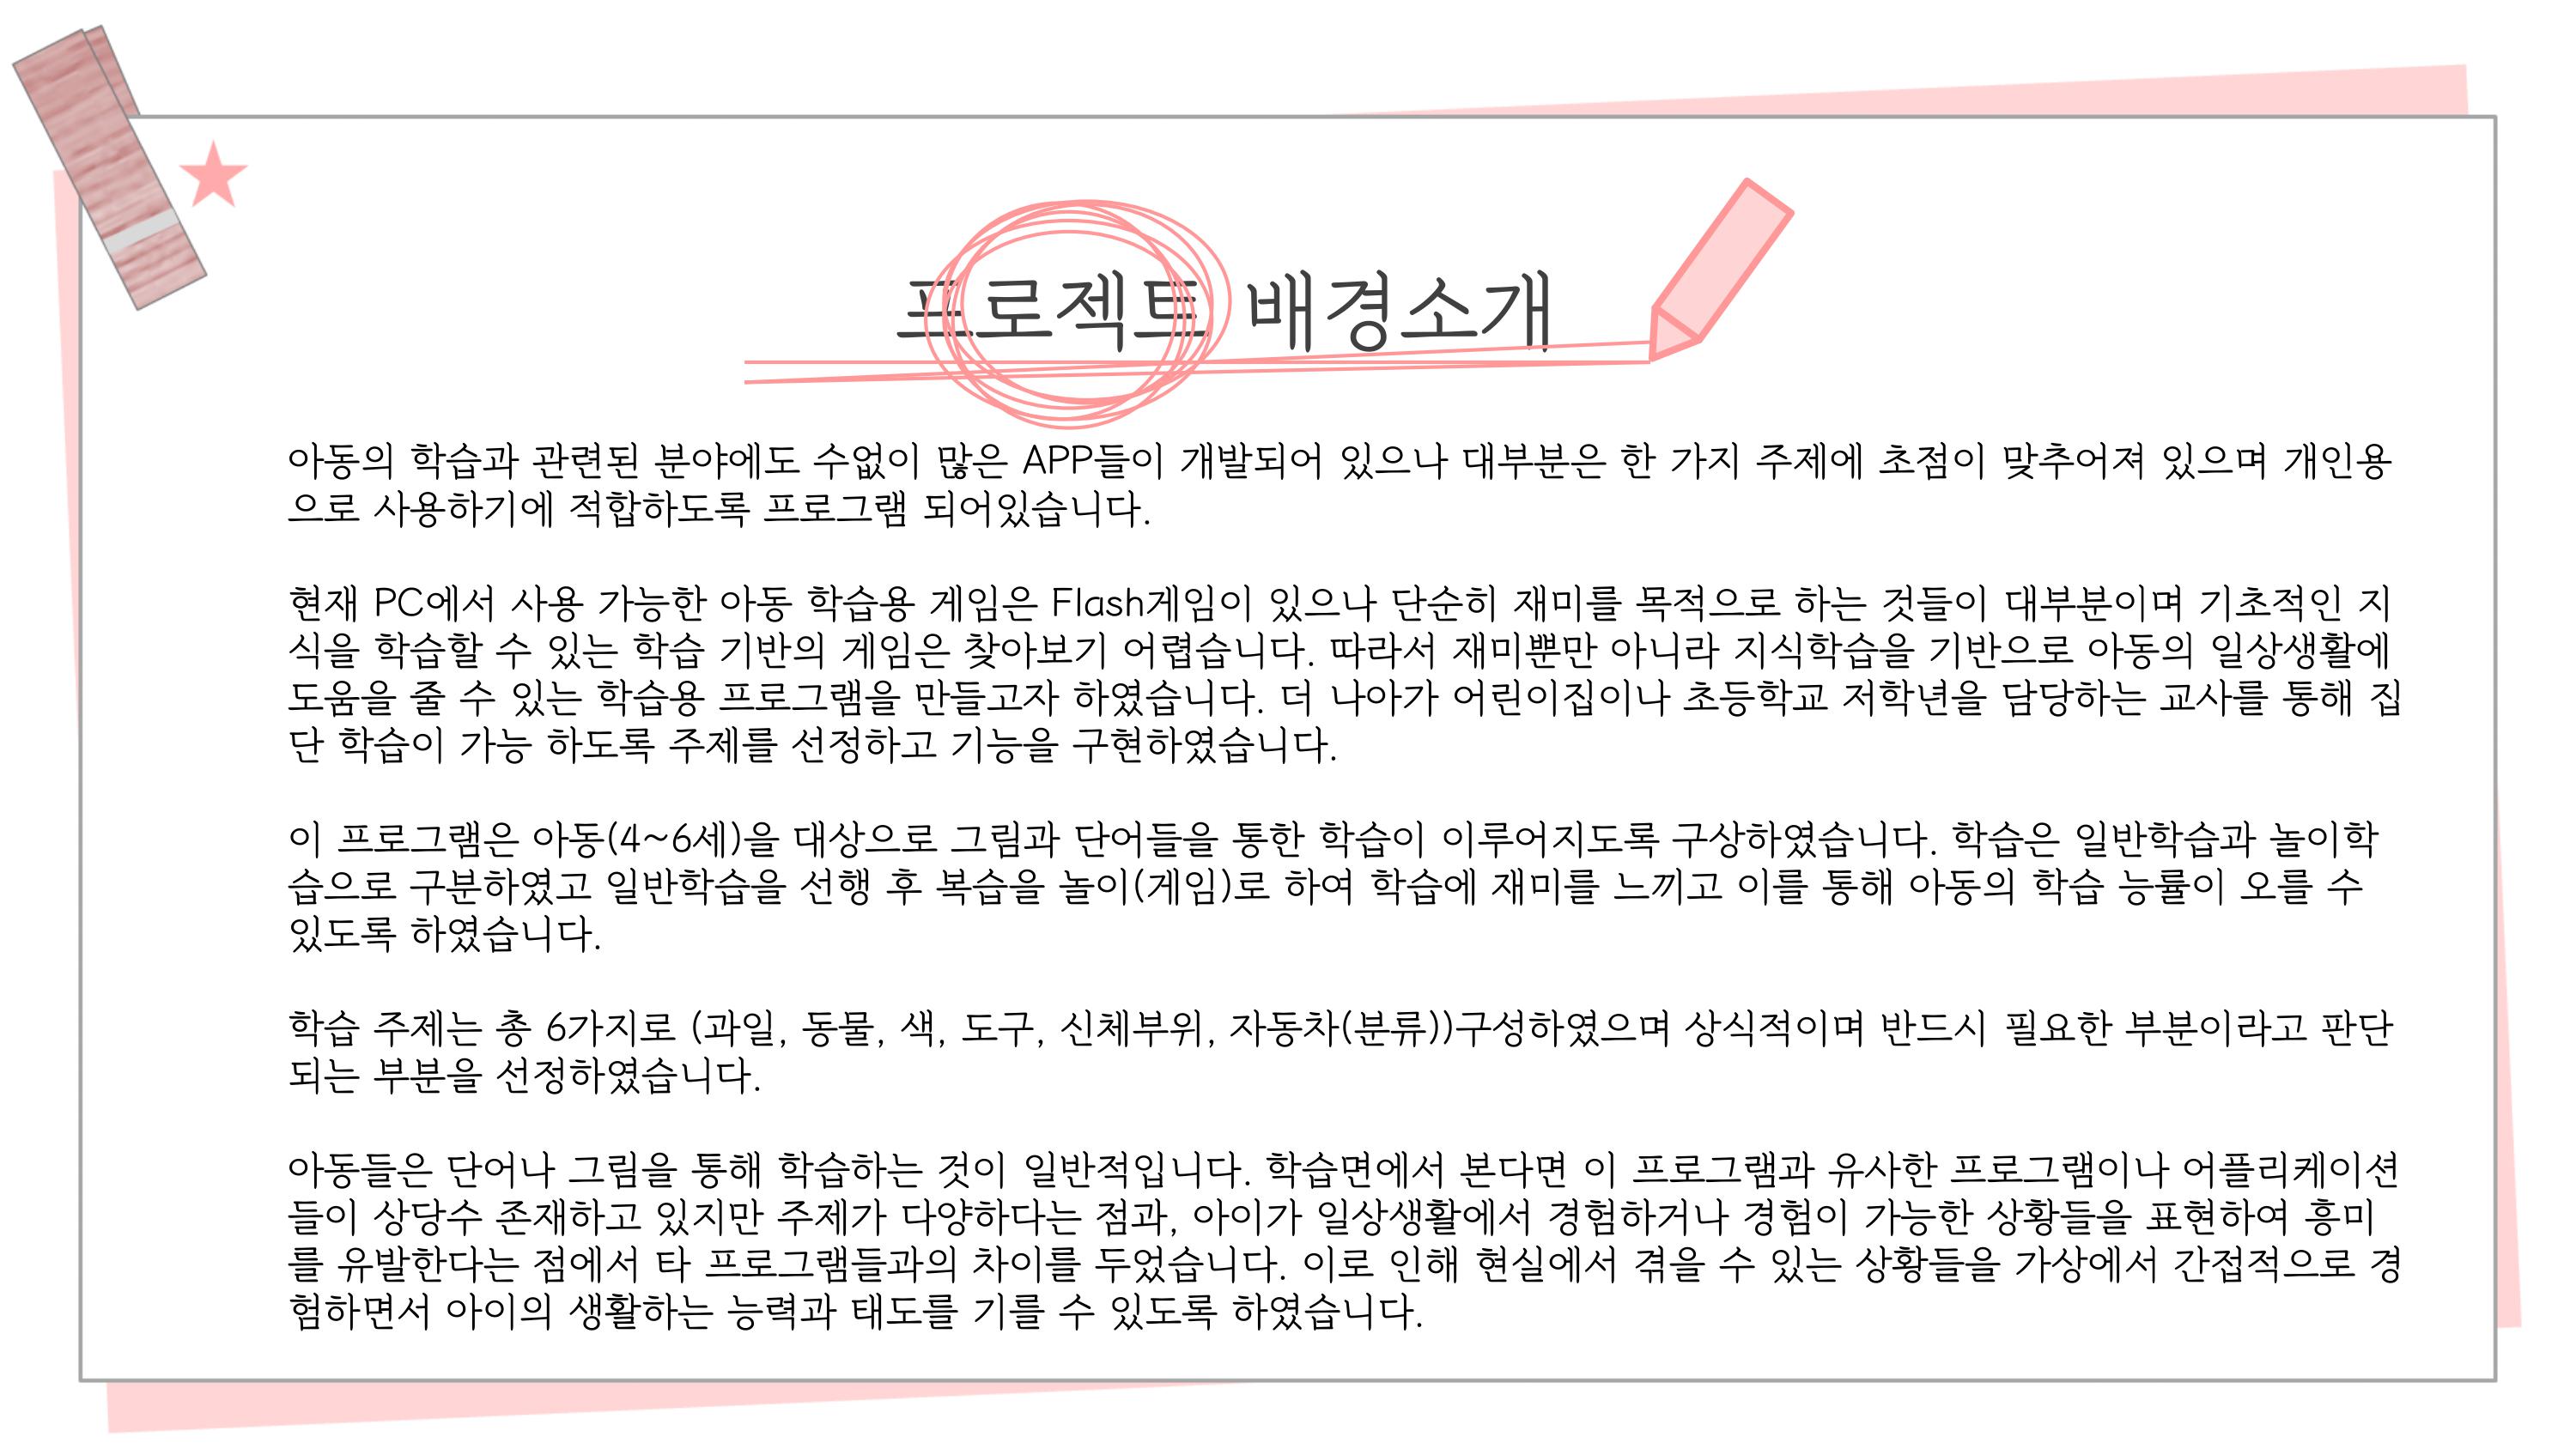 프로젝트 배경소개
아동의 학습과 관련된 분야에도 수없이 많은 APP들이 개발되어 있으나 대부분은 한 가지 주제에 초점이 맞추어져 있으며 개인용
으로 사용하기에 적합하도록 프로그램 되어있습니다.
현재 PC에서 사용 가능한 아동 학습용 게임은 Flash게임이 있으나 단순히 재미를 목적으로 하는 것들이 대부분이며 기초적인 지
식을 학습할 수 있는 학습 기반의 게임은 찾아보기 어렵습니다. 따라서 재미뿐만 아니라 지식학습을 기반으로 아동의 일상생활에
도움을 줄 수 있는 학습용 프로그램을 만들고자 하였습니다. 더 나아가 어린이집이나 초등학교 저학년을 담당하는 교사를 통해 집
단 학습이 가능 하도록 주제를 선정하고 기능을 구현하였습니다.
이 프로그램은 아동(4~6세)을 대상으로 그림과 단어들을 통한 학습이 이루어지도록 구상하였습니다. 학습은 일반학습과 놀이학
습으로 구분하였고 일반학습을 선행 후 복습을 놀이(게임)로 하여 학습에 재미를 느끼고 이를 통해 아동의 학습 능률이 오를 수
있도록 하였습니다.
학습 주제는 총 6가지로 (과일, 동물, 색, 도구, 신체부위, 자동차(분류))구성하였으며 상식적이며 반드시 필요한 부분이라고 판단
되는 부분을 선정하였습니다.
아동들은 단어나 그림을 통해 학습하는 것이 일반적입니다. 학습면에서 본다면 이 프로그램과 유사한 프로그램이나 어플리케이션
들이 상당수 존재하고 있지만 주제가 다양하다는 점과, 아이가 일상생활에서 경험하거나 경험이 가능한 상황들을 표현하여 흥미
를 유발한다는 점에서 타 프로그램들과의 차이를 두었습니다. 이로 인해 현실에서 겪을 수 있는 상황들을 가상에서 간접적으로 경
험하면서 아이의 생활하는 능력과 태도를 기를 수 있도록 하였습니다.